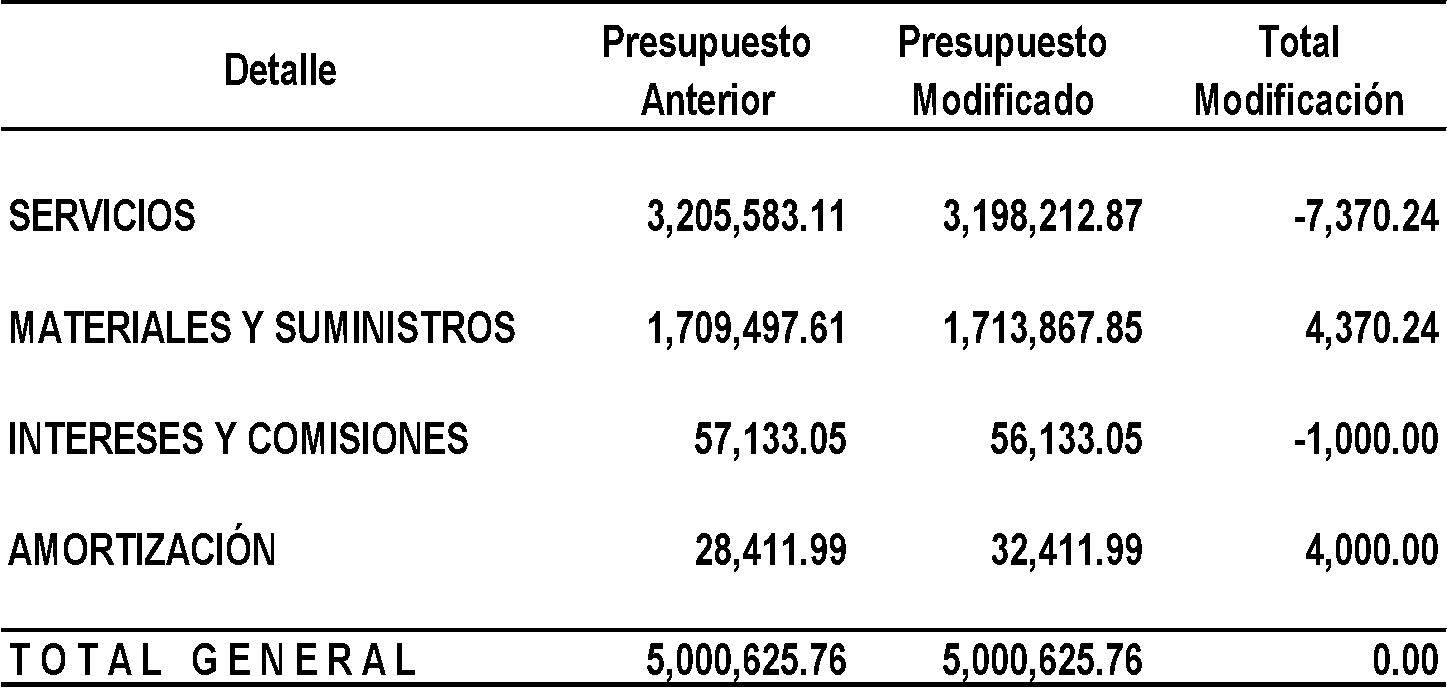 Detalle Presupuesto Anterior Presupuesto Modificado Total Modificación
SERVICIOS 3,205,583.11 3,198,212.87 -7,370.24
MATERIALES Y SUMINISTROS 1,709,497.61 1,713,867.85 4,370.24
INTERESES Y COMISIONES 57,133.05 56,133.05 -1,000.00
AMORTIZACIÓN 28,411.99 32,411.99 4,000.00
TOTAL GENERAL 5,000,625.76 5,000,625.76 0.00